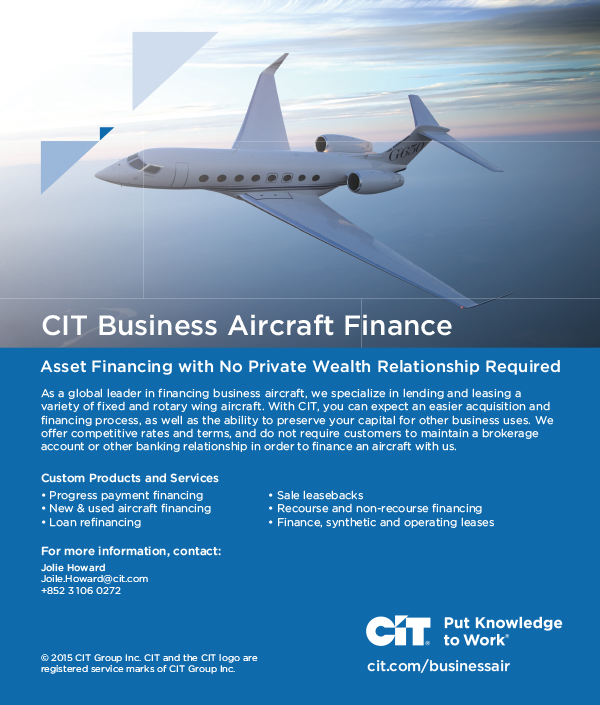 G650
CIT Business Aircraft Finance
Asset Financing with No Private Wealth Relationship Required
As a global leader in financing business aircraft, we specialize in lending and leasing a
variety of fixed and rotary wing aircraft. With CIT, you can expect an easier acquisition and
financing process, as well as the ability to preserve your capital for other business uses. We
offer competitive rates and terms, and do not require customers to maintain a brokerage
account or other banking relationship in order to finance an aircraft with us.
Custom Products and Services
• Progress payment financing
• New & used aircraft financing
• Loan refinancing
• Sale leasebacks
• Recourse and non-recourse financing
• Finance, synthetic and operating leases
For more information, contact:
Jolie Howard
Joile.Howard@cit.com
+852 3106 0272
CIT®
Put Knowledge
to Work®
cit.com/businessair
© 2015 CIT Group Inc. CIT and the CIT logo are
registered service marks of CIT Group Inc.